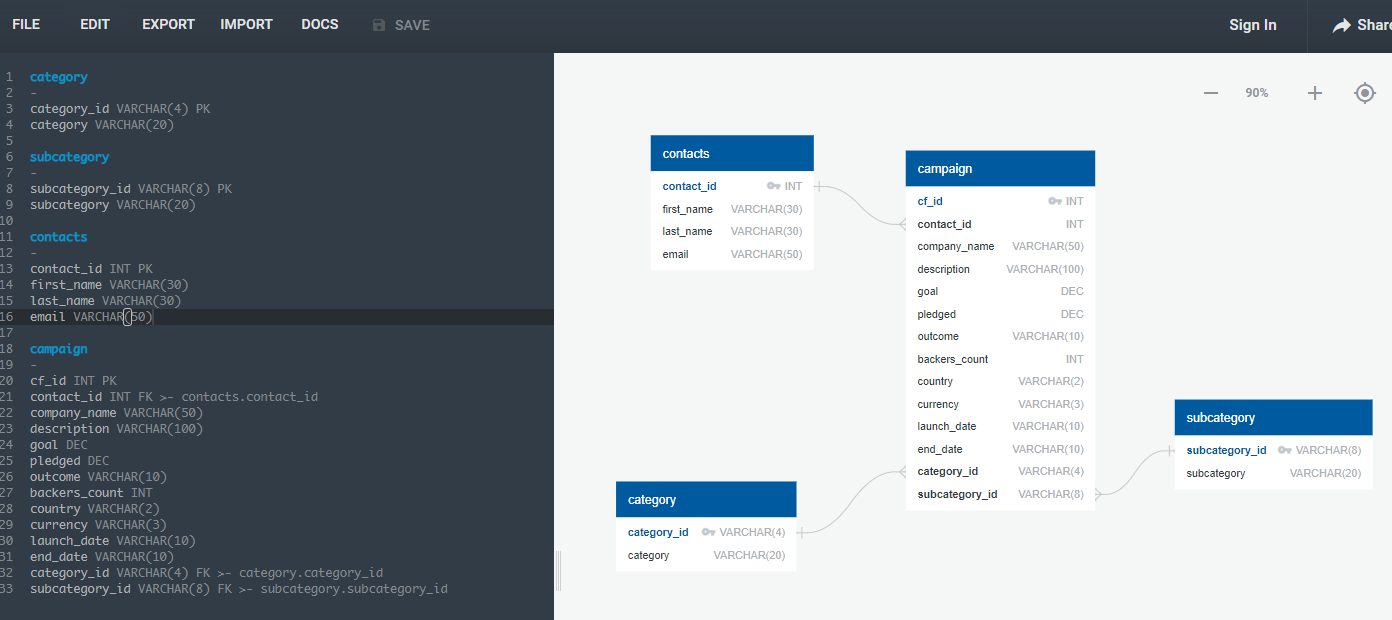 FILE EDIT EXPORT IMPORT DOCS SAVE Sign In Share
1 category
2 -
3 category_id VARCHAR(4) PK
4 category VARCHAR(20)
5
6 subcategory
7 -
8 subcategory_id VARCHAR(8) PK
9 subcategory VARCHAR(20)
10
11 contacts
12 -
13 contact_id INT PK
14 first_name VARCHAR(30)
15 last_name VARCHAR(30)
16 email VARCHAR(50)
17
18 campaign
19 -
20 cf_id INT PK
21 contact_id INT FK >- contacts.contact_id
22 company_name VARCHAR(50)
23 description VARCHAR(100)
24 goal DEC
25 pledged DEC
26 outcome VARCHAR(10)
27 backers_count INT
28 country VARCHAR(2)
29 currency VARCHAR(3)
30 launch_date VARCHAR(10)
31 end_date VARCHAR(10)
32 category_id VARCHAR(4) FK >- category.category_id
33 subcategory_id VARCHAR(8) FK >- subcategory.subcategory_id
90%
contacts
contact_id INT
first_name VARCHAR(30)
last_name VARCHAR(30)
email VARCHAR(50)
campaign
cf_id INT
contact_id INT
company_name VARCHAR(50)
description VARCHAR(100)
goal DEC
pledged DEC
outcome VARCHAR(10)
backers_count INT
country VARCHAR(2)
currency VARCHAR(3)
launch_date VARCHAR(10)
end_date VARCHAR(10)
category_id VARCHAR(4)
subcategory_id VARCHAR(8)
subcategory
subcategory_id VARCHAR(8)
subcategory VARCHAR(20)
category
category_id VARCHAR(4)
category VARCHAR(20)